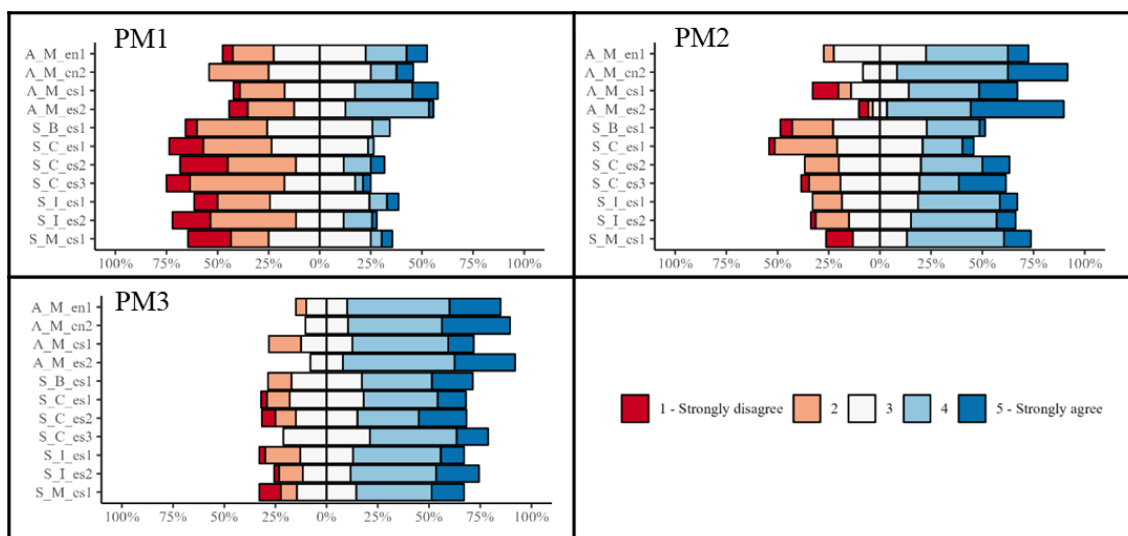 PM1
A_M_en1
A_M_cn2
A_M_cs1
A_M_es2
S_B_cs1
S_C_es1
S_C_es2
S_C_es3
S_I_es1
S_I_es2
S_M_cs1
100% 75% 50% 25% 0% 25% 50% 75% 100%
PM2
A_M_en1
A_M_cn2
A_M_cs1
A_M_es2
S_B_cs1
S_C_es1
S_C_es2
S_C_es3
S_I_es1
S_I_es2
S_M_cs1
100% 75% 50% 25% 0% 25% 50% 75% 100%
PM3
A_M_en1
A_M_cn2
A_M_cs1
A_M_es2
S_B_cs1
S_C_es1
S_C_es2
S_C_es3
S_I_es1
S_I_es2
S_M_cs1
100% 75% 50% 25% 0% 25% 50% 75% 100%
1 - Strongly disagree 2 3 4 5 - Strongly agree